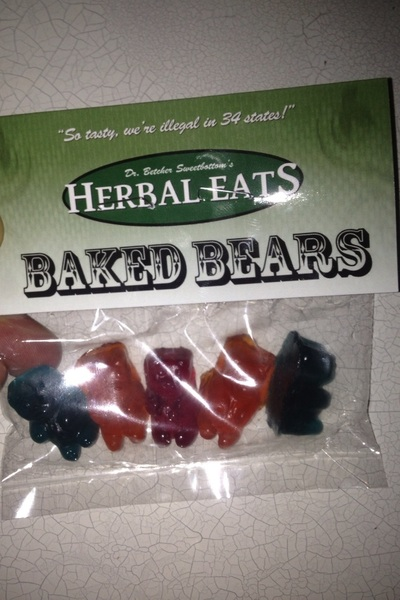 "So tasty, we're illegal in 34 states!"
Dr. Betcher Sweetbottom's
HERBAL EATS
BAKED BEARS